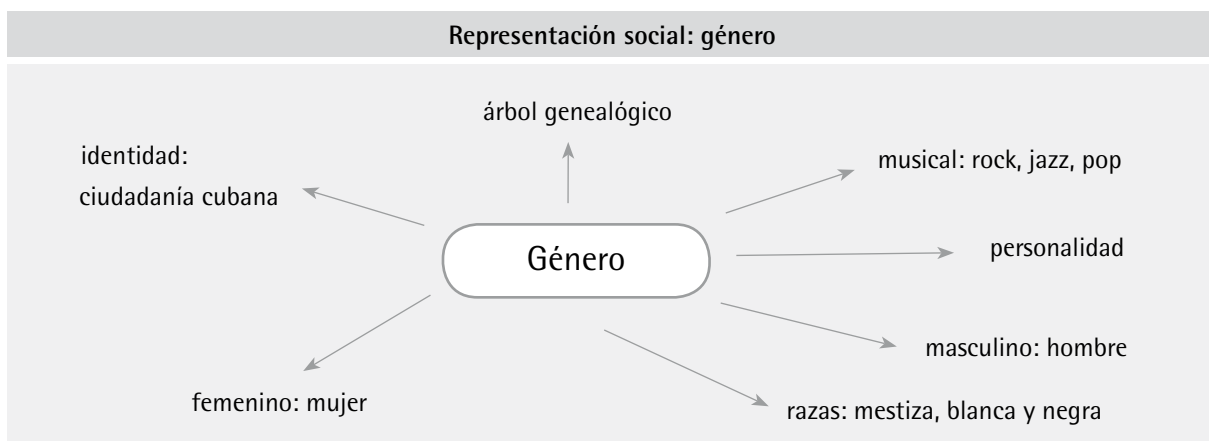 Representación social: género
árbol genealógico
identidad:
ciudadanía cubana
musical: rock, jazz, pop
Género
personalidad
masculino: hombre
femenino: mujer
razas: mestiza, blanca y negra